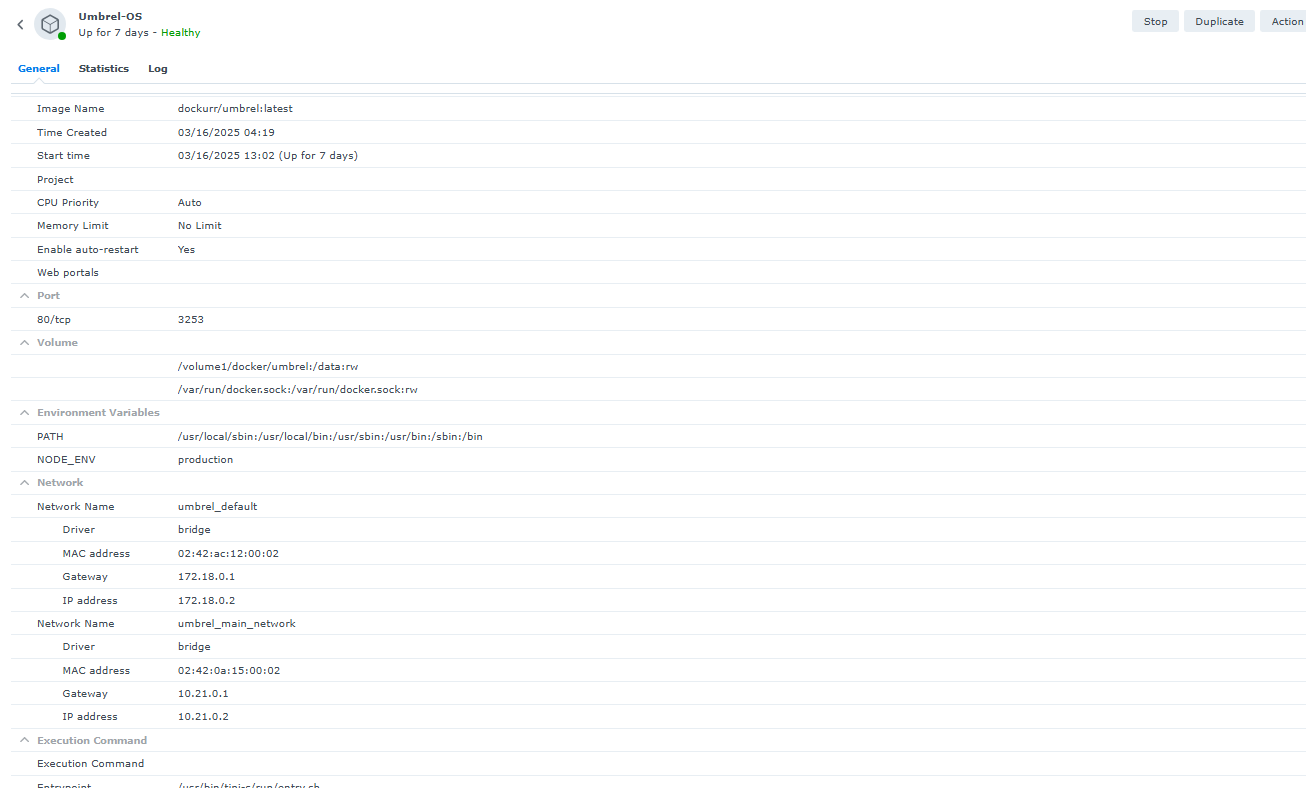 Umbrel-OS
Up for 7 days - Healthy
Stop Duplicate Action
General Statistics Log
Image Name dockurr/umbrel:latest
Time Created 03/16/2025 04:19
Start time 03/16/2025 13:02 (Up for 7 days)
Project
CPU Priority Auto
Memory Limit No Limit
Enable auto-restart Yes
Web portals
Port
80/tcp 3253
Volume
/volume1/docker/umbrel:/data:rw
/var/run/docker.sock:/var/run/docker.sock:rw
Environment Variables
PATH /usr/local/sbin:/usr/local/bin:/usr/sbin:/usr/bin:/sbin:/bin
NODE_ENV production
Network
Network Name umbrel_default
Driver bridge
MAC address 02:42:ac:12:00:02
Gateway 172.18.0.1
IP address 172.18.0.2
Network Name umbrel_main_network
Driver bridge
MAC address 02:42:0a:15:00:02
Gateway 10.21.0.1
IP address 10.21.0.2
Execution Command
Execution Command
Entrypoint /usr/bin/tini-s/run/entry.sh